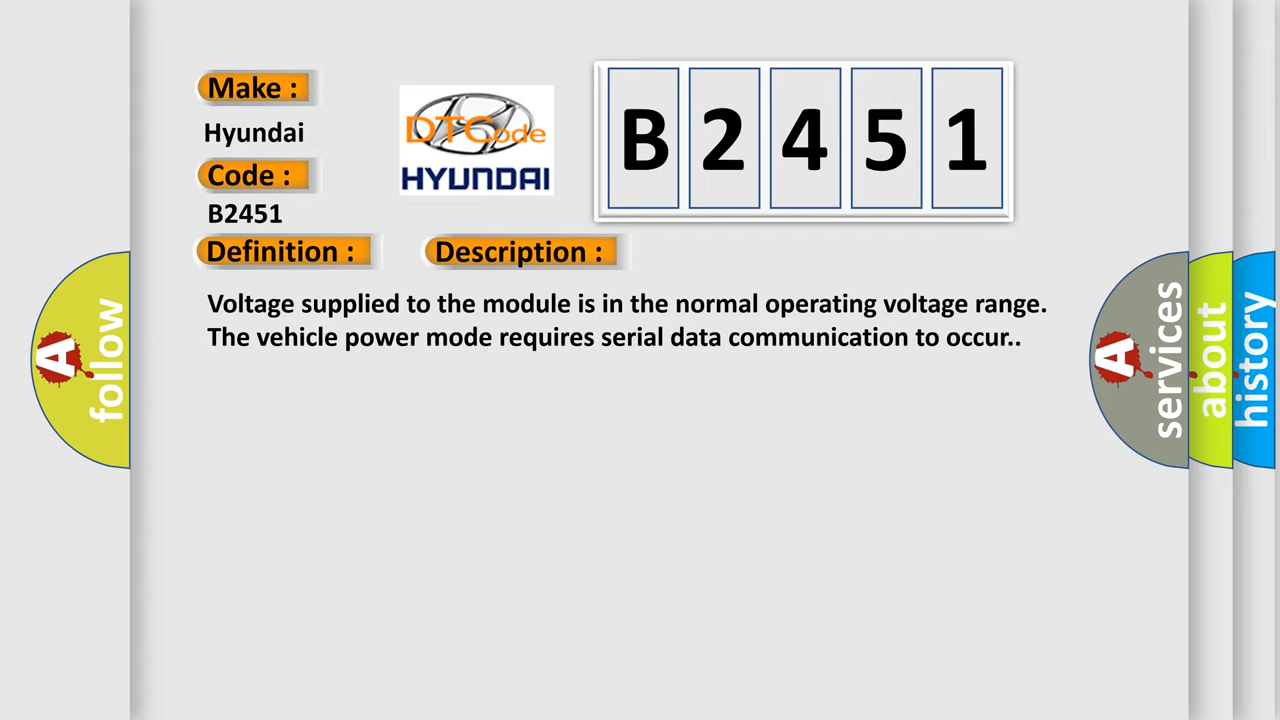 Make :
Hyundai
Code :
B2451
DTCode
HYUNDAI
B 2 4 5 1
Definition :
Description :
Voltage supplied to the module is in the normal operating voltage range.
The vehicle power mode requires serial data communication to occur..
A follow
A services
about
history